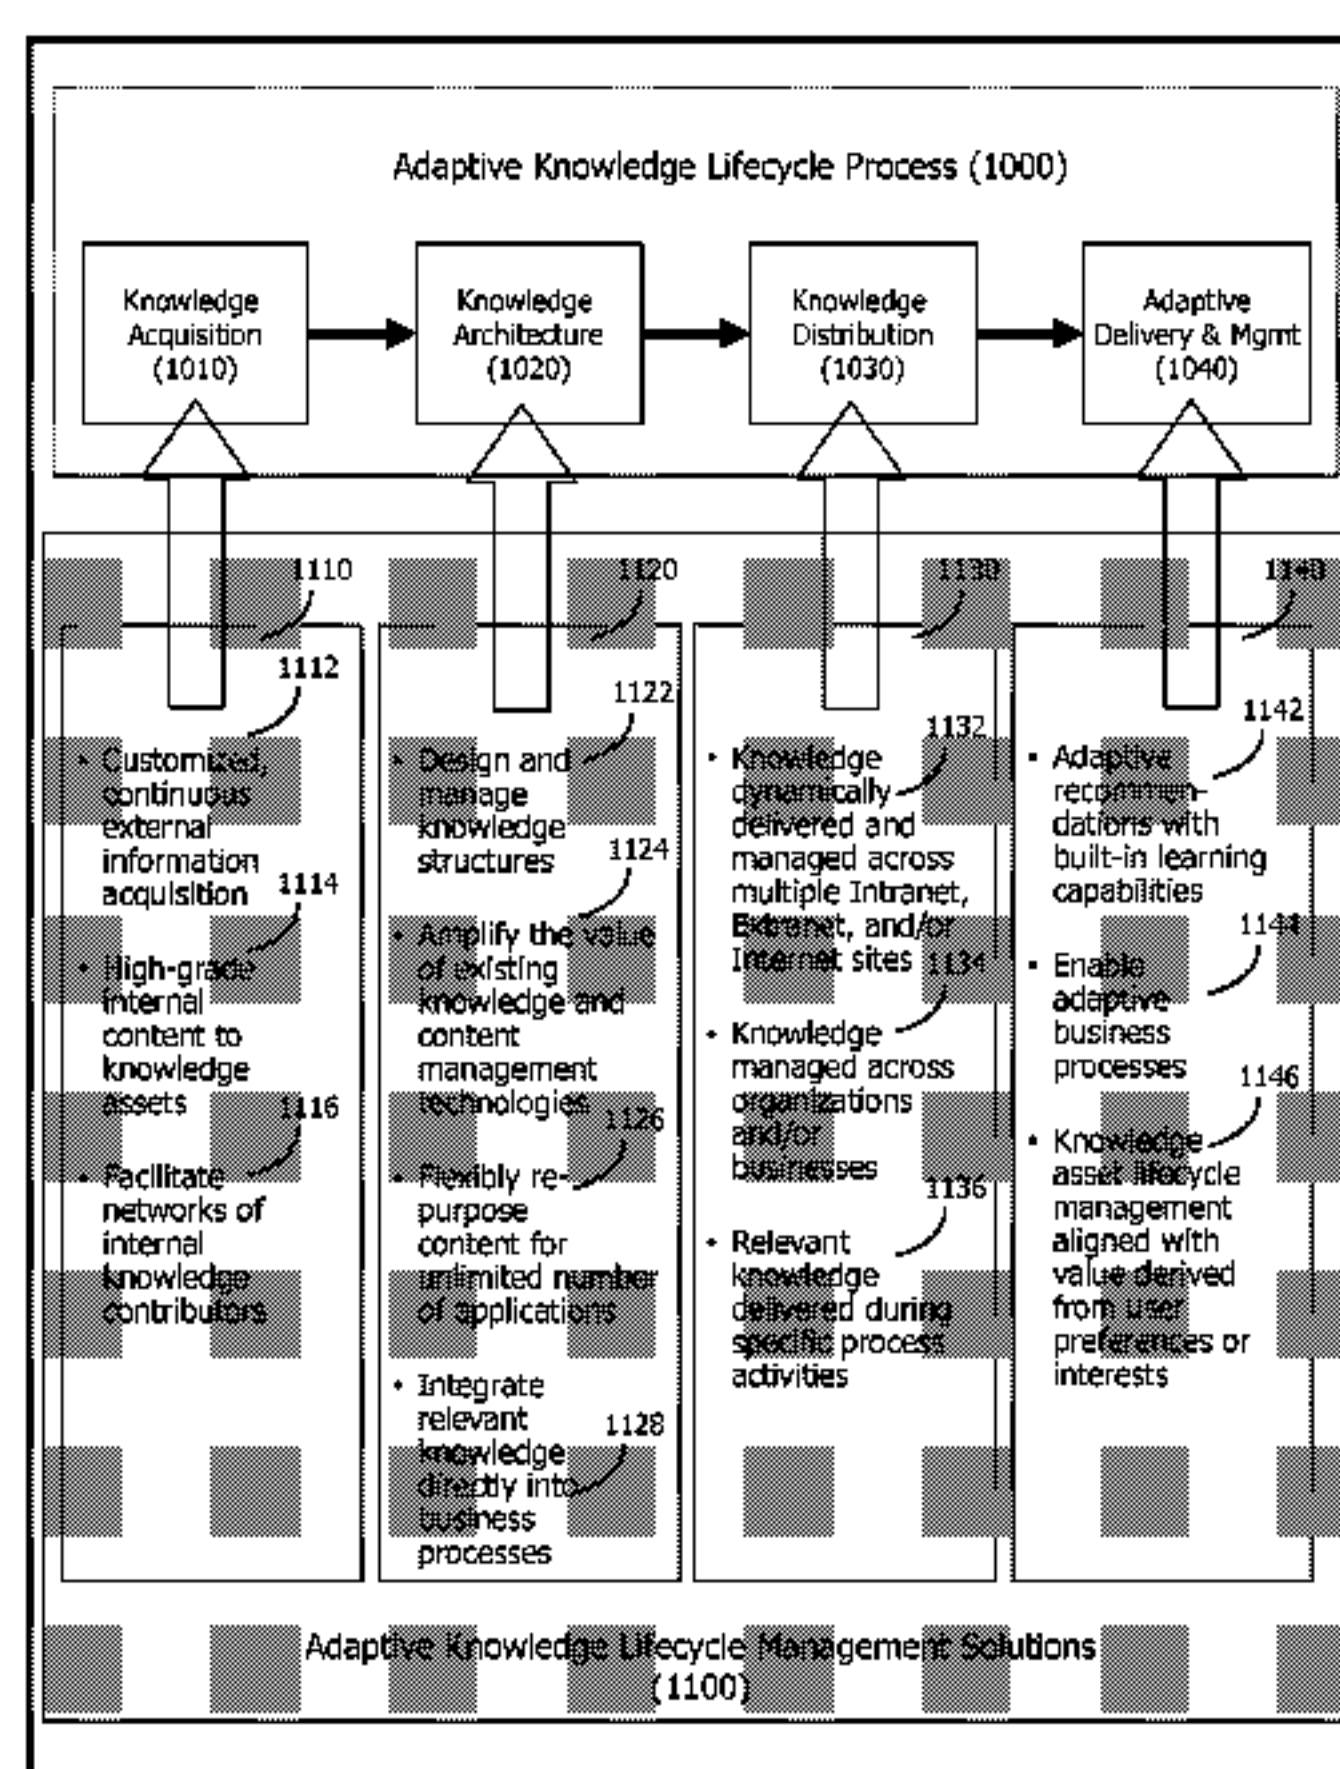 Adaptive Knowledge Lifecycle Process (1000)
Knowledge
Acquisition
(1010)
Knowledge
Architecture
(1020)
Knowledge
Distribution
(1030)
Adaptive
Delivery & Mgmt
(1040)
1110
1112
• Customized,
continuous
external
information
acquisition
1114
• High-grade
internal
content to
knowledge
assets
1116
• Facilitate
networks of
internal
knowledge
contributors
1120
1122
• Design and
manage
knowledge
structures
1124
• Amplify the value
of existing
knowledge and
content
management
technologies
1126
• Flexibly re-
purpose
content for
unlimited number
of applications
• Integrate
relevant
1128
knowledge
directly into
business
processes
1130
1132
• Knowledge
dynamically
delivered and
managed across
multiple Intranet,
Extranet, and/or
Internet sites
1134
• Knowledge
managed across
organizations
and/or
businesses
1136
• Relevant
knowledge
delivered during
specific process
activities
1140
1142
• Adaptive
recommen-
dations with
built-in learning
capabilities
1144
• Enable
adaptive
business
processes
1146
• Knowledge
asset lifecycle
management
aligned with
value derived
from user
preferences or
interests
Adaptive Knowledge Lifecycle Management Solutions
(1100)